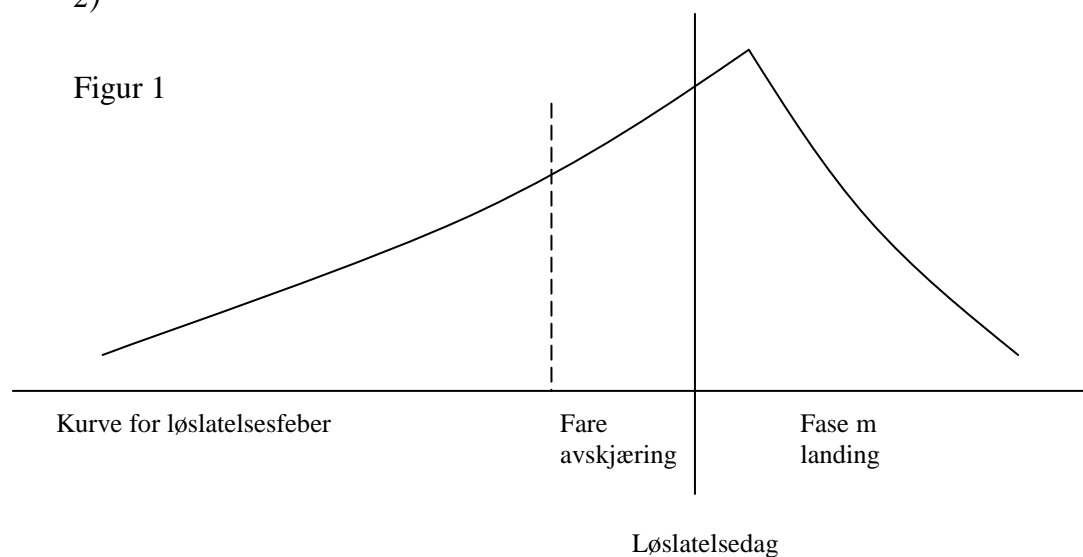 2)
Figur 1
Kurve for løslatelsesfeber
Fare
avskjæring
Fase m
landing
Løslatelsedag